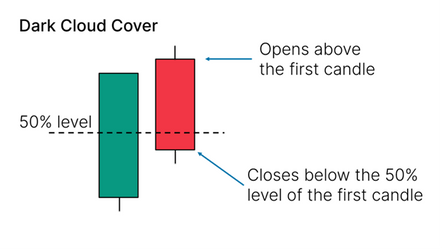 Dark Cloud Cover
Opens above
the first candle
50% level
Closes below the 50%
level of the first candle